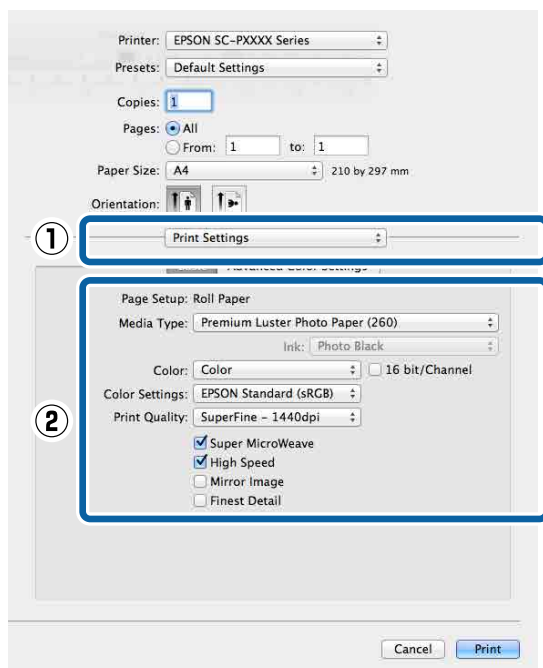 Printer: EPSON SC-PXXXX Series
Presets: Default Settings
Copies: 1
Pages: All
From: 1 to: 1
Paper Size: A4 210 by 297 mm
Orientation:
① Print Settings
Advanced Color Settings
Page Setup: Roll Paper
Media Type: Premium Luster Photo Paper (260)
Ink: Photo Black
Color: Color 16 bit/Channel
Color Settings: EPSON Standard (sRGB)
② Print Quality: SuperFine – 1440dpi
Super MicroWeave
High Speed
Mirror Image
Finest Detail
Cancel Print